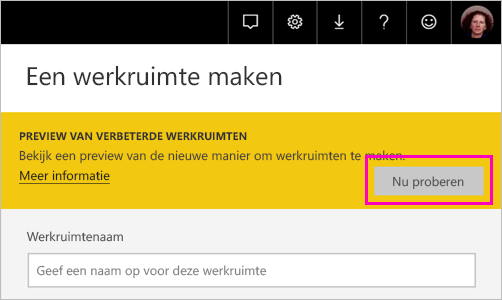 Een werkruimte maken
PREVIEW VAN VERBETERDE WERKRUIMTEN
Bekijk een preview van de nieuwe manier om werkruimten te maken.
Meer informatie
Nu proberen
Werkruimtenaam
Geef een naam op voor deze werkruimte